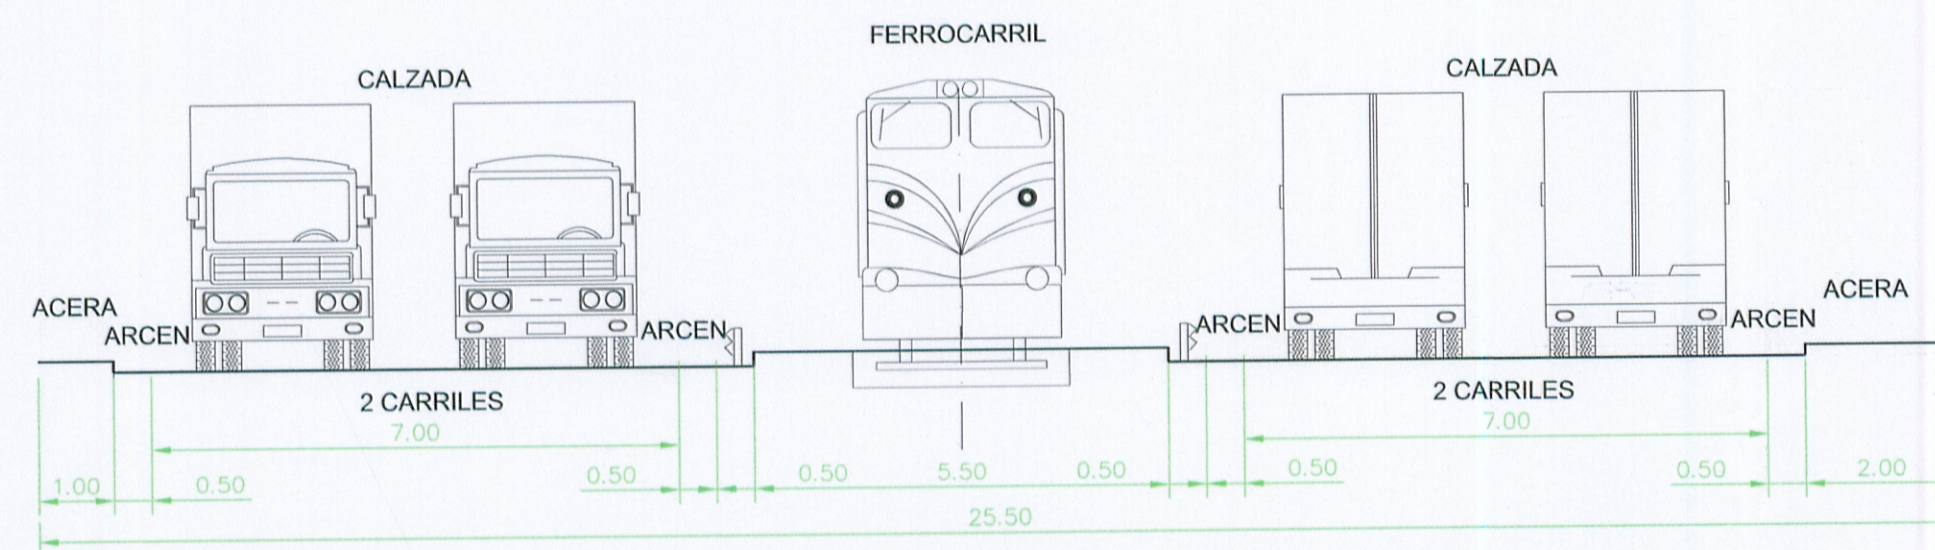 FERROCARRIL
CALZADA
CALZADA
ACERA
ARCEN
ARCEN
ARCEN
ARCEN
ACERA
2 CARRILES
2 CARRILES
7.00
7.00
1.00
0.50
0.50
0.50
5.50
0.50
0.50
0.50
2.00
25.50